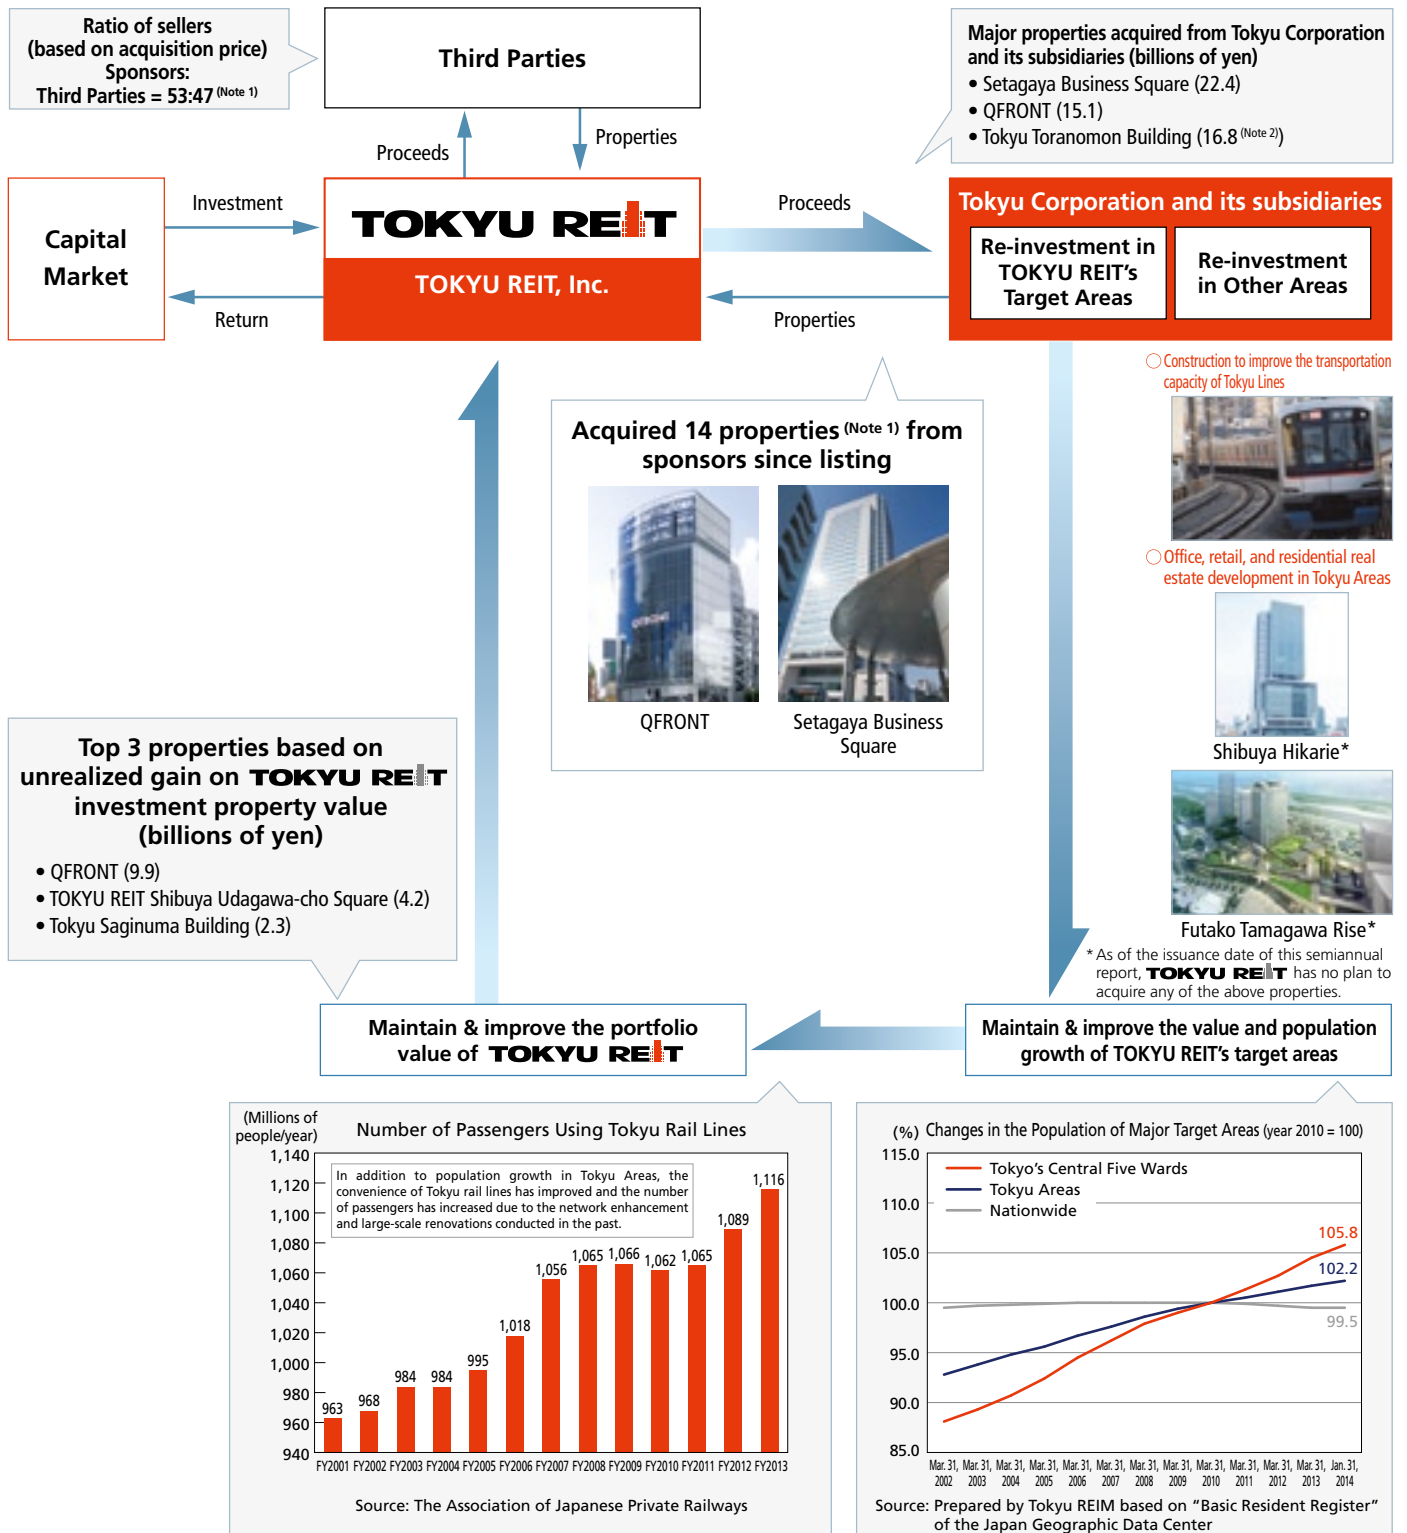 Ratio of sellers
(based on acquisition price)
Sponsors:
Third Parties = 53:47 (Note 1)
Third Parties
Major properties acquired from Tokyu Corporation
and its subsidiaries (billions of yen)
• Setagaya Business Square (22.4)
• QFRONT (15.1)
• Tokyu Toranomon Building (16.8 (Note 2))
Proceeds
Properties
Capital
Market
Investment
Return
TOKYU REIT
TOKYU REIT, Inc.
Proceeds
Properties
Tokyu Corporation and its subsidiaries
Re-investment in
TOKYU REIT's
Target Areas
Re-investment
in Other Areas
○ Construction to improve the transportation
capacity of Tokyu Lines
○ Office, retail, and residential real
estate development in Tokyu Areas
Shibuya Hikarie*
Futako Tamagawa Rise*
* As of the issuance date of this semiannual
report, TOKYU REIT has no plan to
acquire any of the above properties.
Acquired 14 properties (Note 1) from
sponsors since listing
QFRONT
QFRONT
Setagaya Business
Square
Top 3 properties based on
unrealized gain on TOKYU REIT
investment property value
(billions of yen)
• QFRONT (9.9)
• TOKYU REIT Shibuya Udagawa-cho Square (4.2)
• Tokyu Saginuma Building (2.3)
Maintain & improve the portfolio
value of TOKYU REIT
Maintain & improve the value and population
growth of TOKYU REIT's target areas
(Millions of
people/year)
Number of Passengers Using Tokyu Rail Lines
In addition to population growth in Tokyu Areas, the
convenience of Tokyu rail lines has improved and the number
of passengers has increased due to the network enhancement
and large-scale renovations conducted in the past.
1,140
1,120
1,100
1,080
1,060
1,040
1,020
1,000
980
960
940
963 968 984 984 995 1,018 1,056 1,065 1,066 1,062 1,065 1,089 1,116
FY2001 FY2002 FY2003 FY2004 FY2005 FY2006 FY2007 FY2008 FY2009 FY2010 FY2011 FY2012 FY2013
Source: The Association of Japanese Private Railways
(%) Changes in the Population of Major Target Areas (year 2010 = 100)
115.0
110.0
105.0
100.0
95.0
90.0
85.0
Tokyo's Central Five Wards
Tokyu Areas
Nationwide
105.8
102.2
99.5
Mar. 31, Mar. 31, Mar. 31, Mar. 31, Mar. 31, Mar. 31, Mar. 31, Mar. 31, Mar. 31, Mar. 31, Mar. 31, Mar. 31, Jan. 31,
2002 2003 2004 2005 2006 2007 2008 2009 2010 2011 2012 2013 2014
Source: Prepared by Tokyu REIM based on "Basic Resident Register"
of the Japan Geographic Data Center